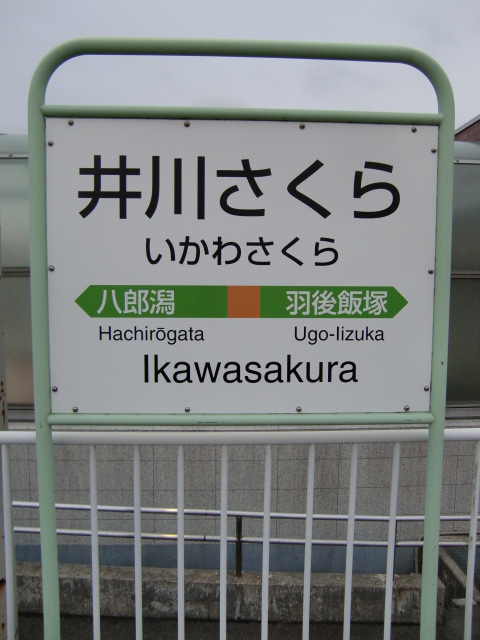 井川さくら
いかわさくら
八郎潟 羽後飯塚
Hachirōgata Ugo-Iizuka
Ikawasakura